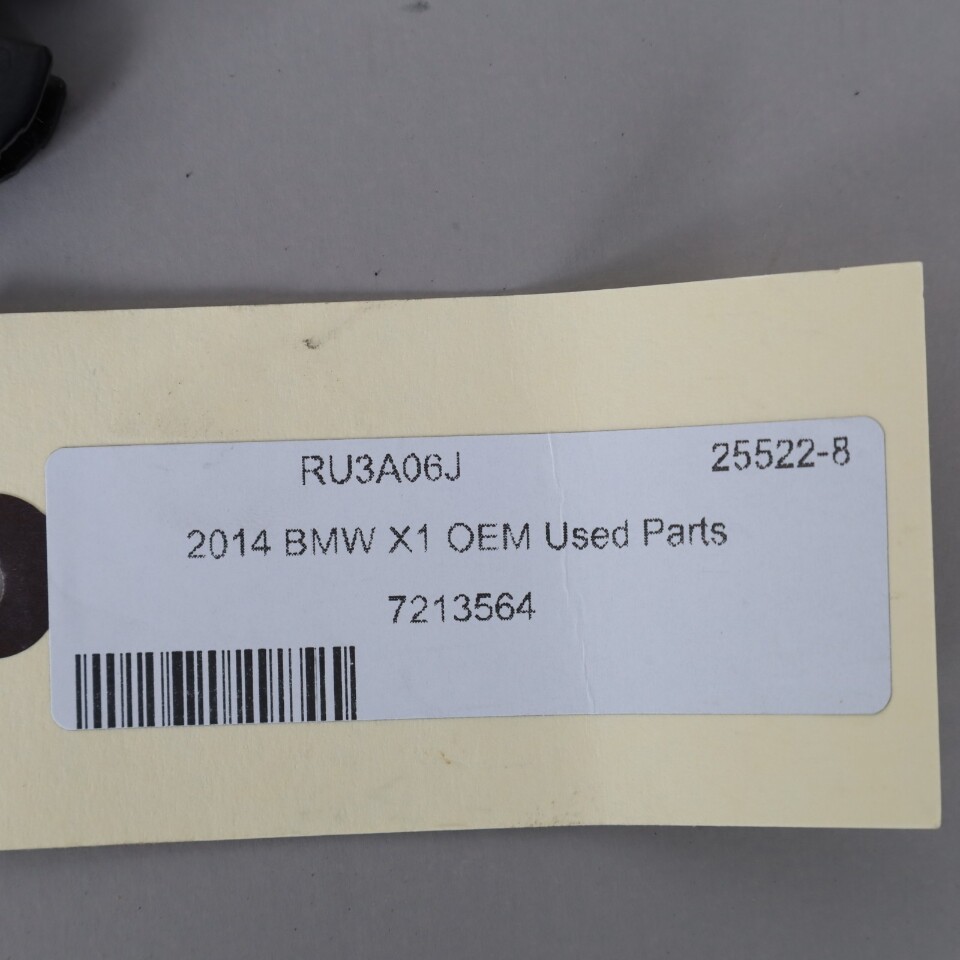 RU3A06J 25522-8
2014 BMW X1 OEM Used Parts
7213564